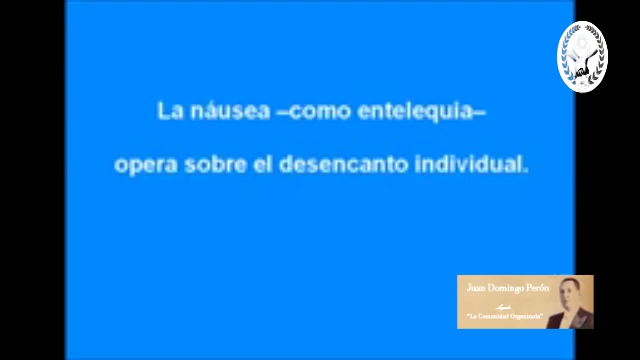 La náusea –como entelequia–
opera sobre el desencanto individual.
Juan Domingo Perón
"La Comunidad Organizada"